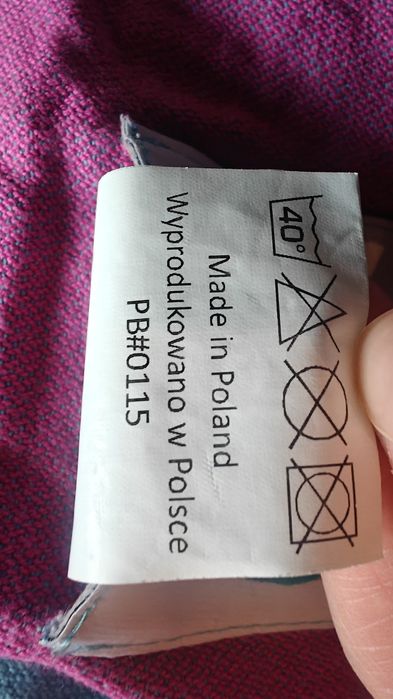 40°
Made in Poland
Wyprodukowano w Polsce
PB#0115